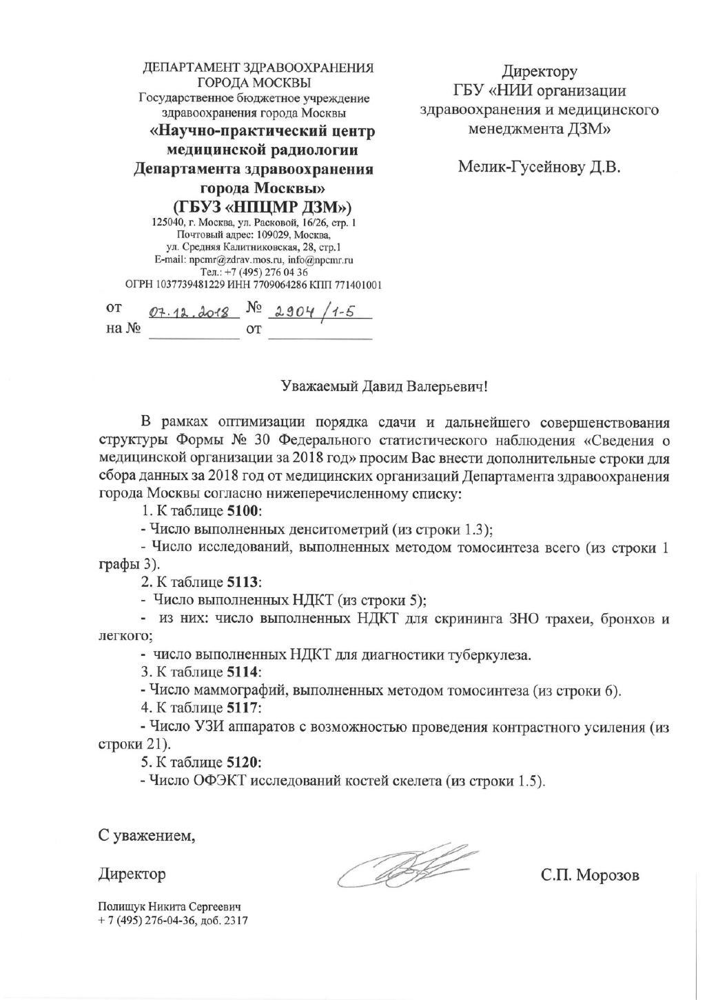 ДЕПАРТАМЕНТ ЗДРАВООХРАНЕНИЯ
ГОРОДА МОСКВЫ
Государственное бюджетное учреждение
здравоохранения города Москвы
«Научно-практический центр
медицинской радиологии
Департамента здравоохранения
города Москвы»
(ГБУЗ «НПЦМР ДЗМ»)
125040, г. Москва, ул. Расковой, 16/26, стр. 1
Почтовый адрес: 109029, Москва,
ул. Средняя Калитниковская, 28, стр.1
E-mail: npcmr@zdrav.mos.ru, info@npcmr.ru
Тел.: +7 (495) 276 04 36
ОГРН 1037739481229 ИНН 7709064286 КПП 771401001
от 07.12.2018 № 2904/1-5
на № от
Директору
ГБУ «НИИ организации
здравоохранения и медицинского
менеджмента ДЗМ»
Мелик-Гусейнову Д.В.
Уважаемый Давид Валерьевич!
В рамках оптимизации порядка сдачи и дальнейшего совершенствования
структуры Формы № 30 Федерального статистического наблюдения «Сведения о
медицинской организации за 2018 год» просим Вас внести дополнительные строки для
сбора данных за 2018 год от медицинских организаций Департамента здравоохранения
города Москвы согласно нижеперечисленному списку:
1. К таблице 5100:
- Число выполненных денситометрий (из строки 1.3);
- Число исследований, выполненных методом томосинтеза всего (из строки 1
графы 3).
2. К таблице 5113:
- Число выполненных НДКТ (из строки 5);
- из них: число выполненных НДКТ для скрининга ЗНО трахеи, бронхов и
легкого;
- число выполненных НДКТ для диагностики туберкулеза.
3. К таблице 5114:
- Число маммографий, выполненных методом томосинтеза (из строки 6).
4. К таблице 5117:
- Число УЗИ аппаратов с возможностью проведения контрастного усиления (из
строки 21).
5. К таблице 5120:
- Число ОФЭКТ исследований костей скелета (из строки 1.5).
С уважением,
Директор С.П. Морозов
Полищук Никита Сергеевич
+ 7 (495) 276-04-36, доб. 2317